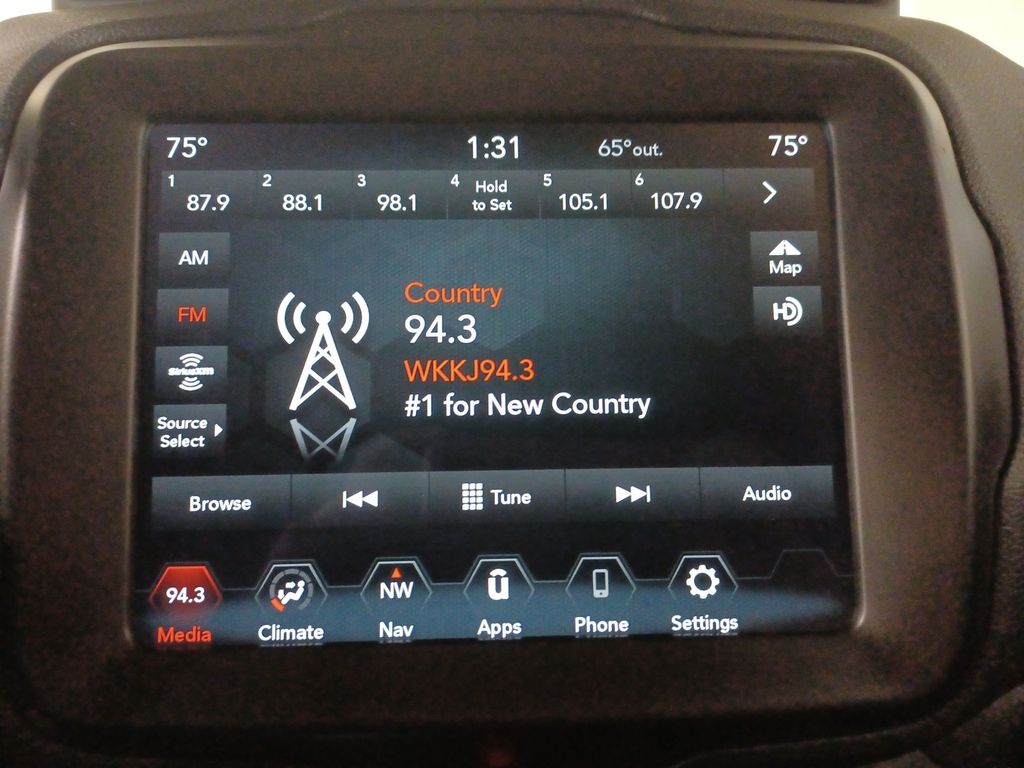 75° 1:31 65°out. 75°
1 87.9 2 88.1 3 98.1 4 Hold to Set 5 105.1 6 107.9
AM
FM
SiriusXM
Source
Select
Country
94.3
WKKJ94.3
#1 for New Country
Map
HD
Browse Tune Audio
94.3 NW u
Media Climate Nav Apps Phone Settings